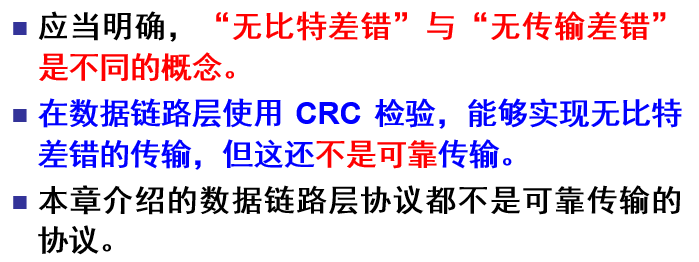 应当明确，“无比特差错”与“无传输差错”
是不同的概念。
在数据链路层使用 CRC 检验，能够实现无比特
差错的传输，但这还不是可靠传输。
本章介绍的数据链路层协议都不是可靠传输的
协议。